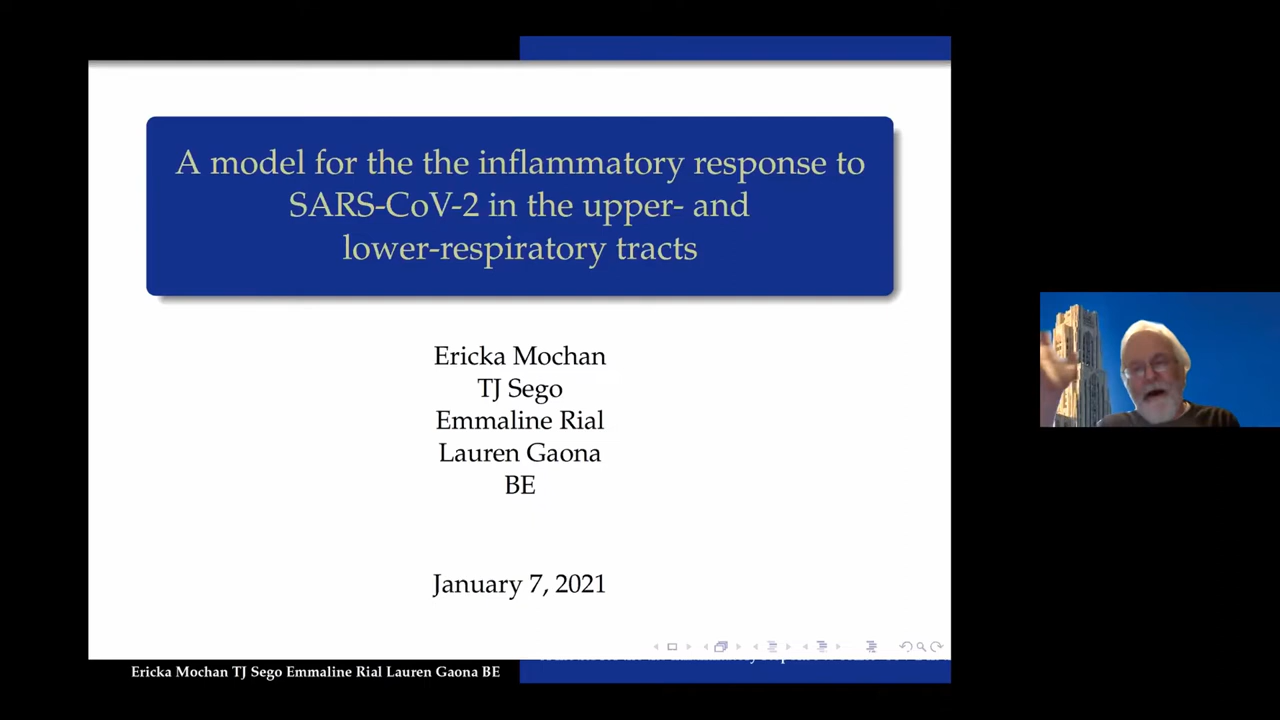 A model for the the inflammatory response to
SARS-CoV-2 in the upper- and
lower-respiratory tracts
Ericka Mochan
TJ Sego
Emmaline Rial
Lauren Gaona
BE
January 7, 2021
Ericka Mochan TJ Sego Emmaline Rial Lauren Gaona BE